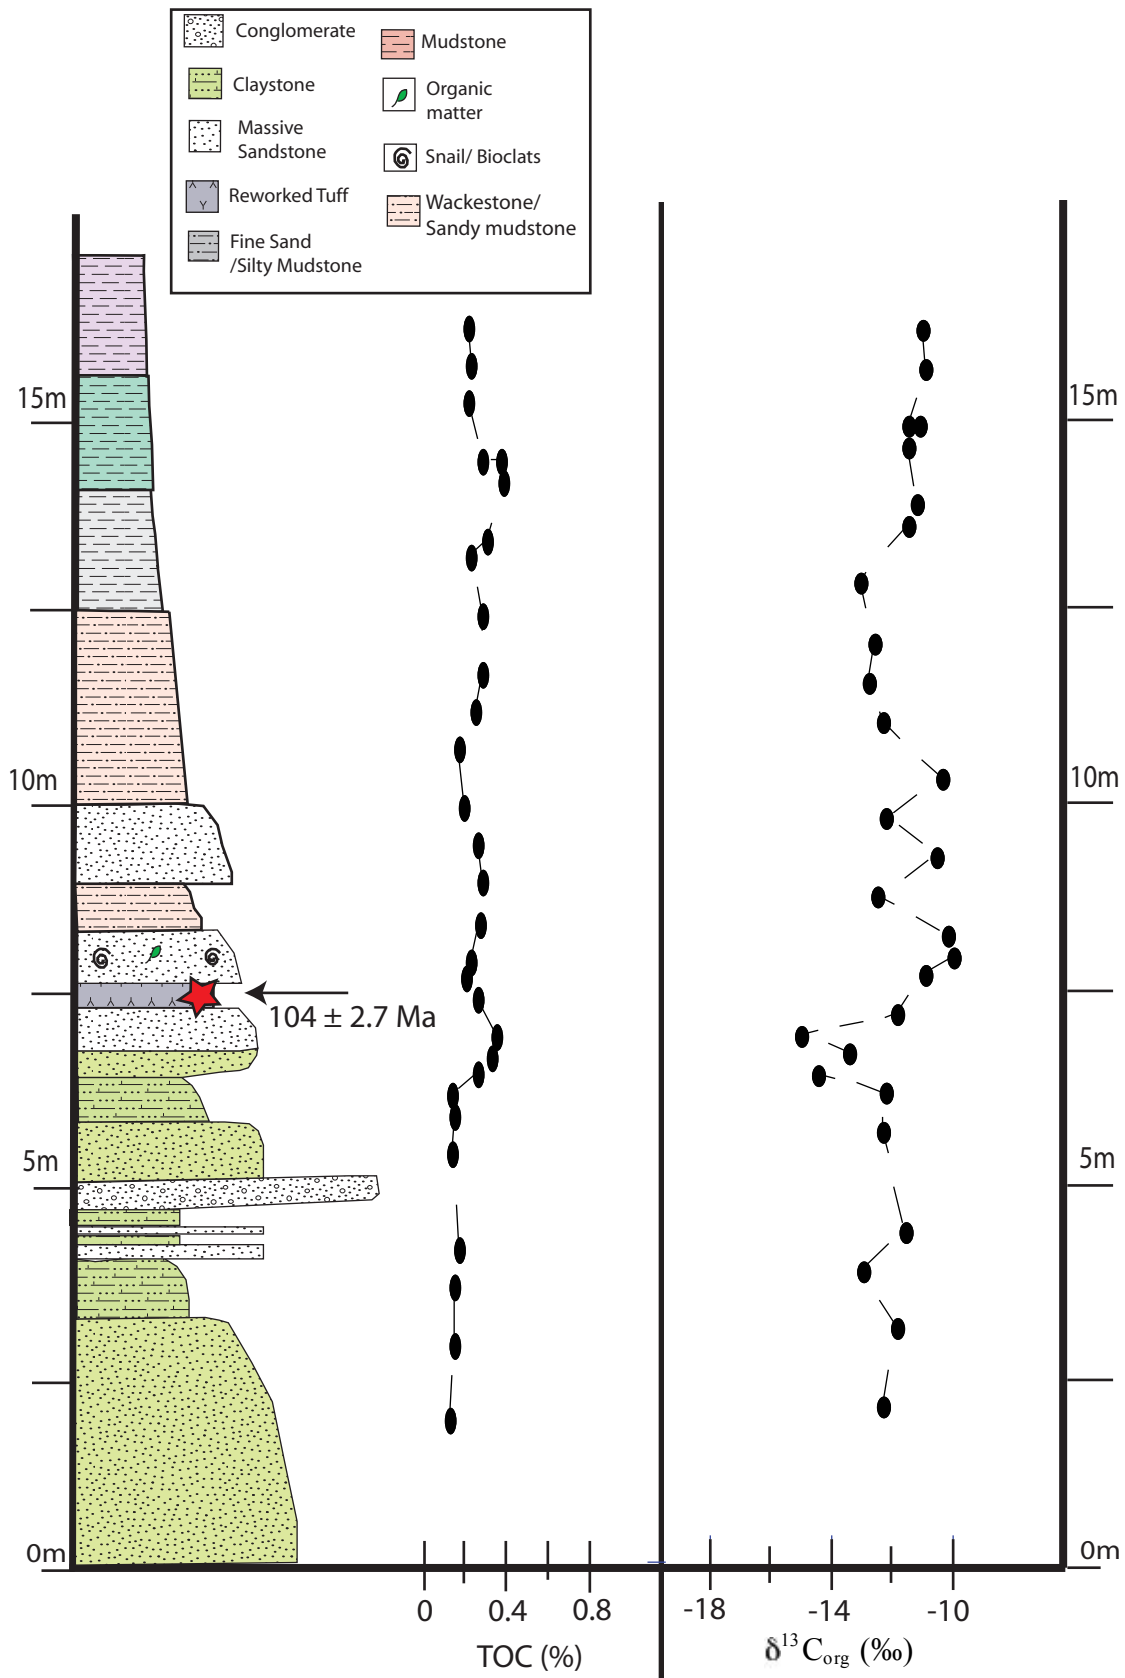 Conglomerate
Claystone
Massive
Sandstone
Reworked Tuff
Fine Sand
/Silty Mudstone
Mudstone
Organic
matter
Snail/ Bioclats
Wackestone/
Sandy mudstone
15m
10m
5m
0m
104 ± 2.7 Ma
15m
10m
5m
0m
0 0.4 0.8
TOC (%)
-18 -14 -10
δ¹³Corg (‰)